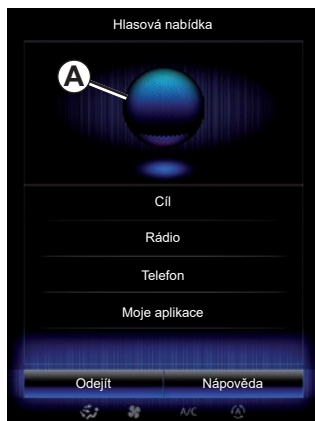 Hlasová nabídka
A
Cíl
Rádio
Telefon
Moje aplikace
Odejít Nápověda
A/C A